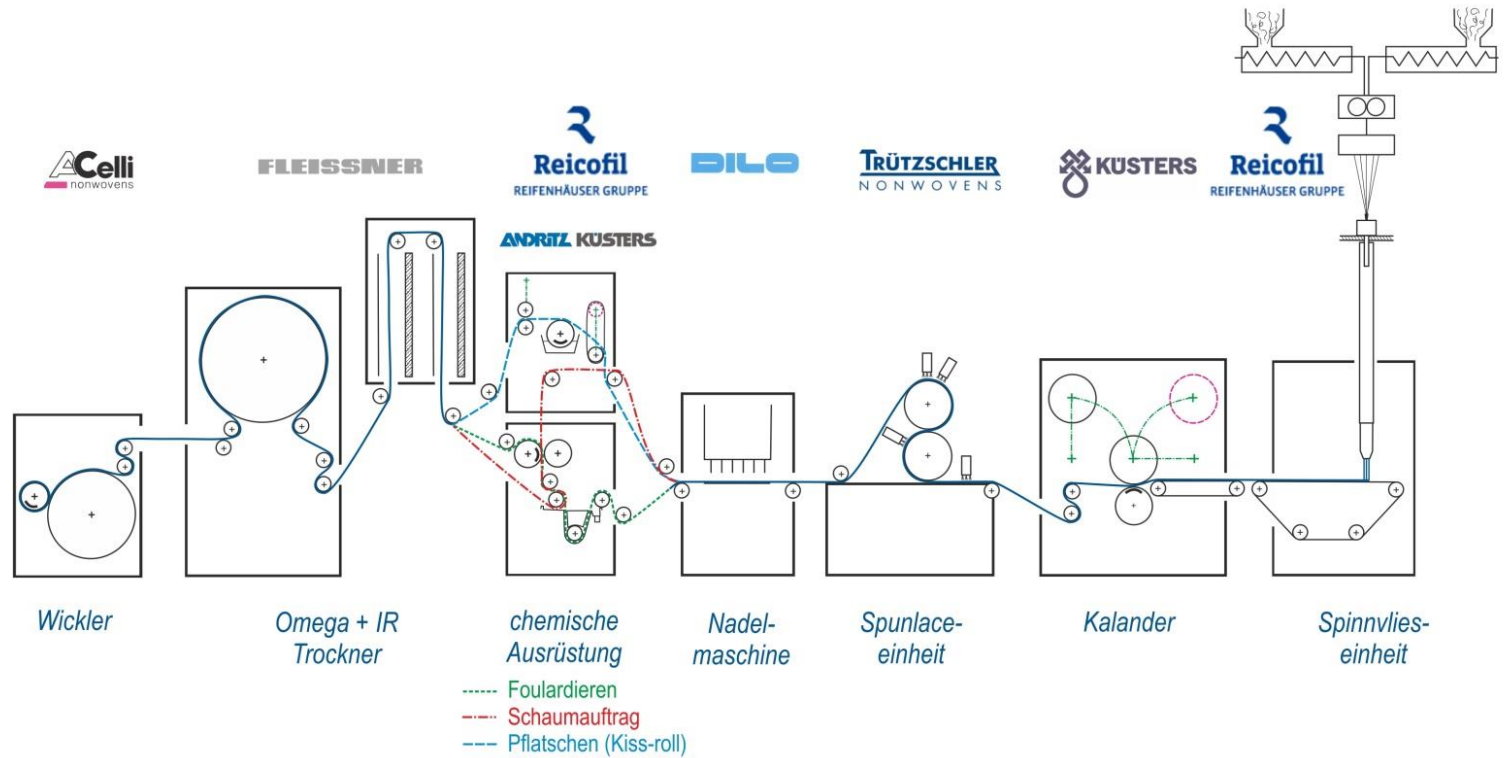 ACelli
nonwovens
FLEISSNER
Reicofil
REIFENHÄUSER GRUPPE
ANDRITZ KÜSTERS
DILO
TRÜTZSCHLER
NONWOVENS
KÜSTERS
Reicofil
REIFENHÄUSER GRUPPE
Wickler
Omega + IR
Trockner
chemische
Ausrüstung
Nadel-
maschine
Spunlace-
einheit
Kalander
Spinnvlies-
einheit
Foulardieren
Schaumauftrag
Pflatschen (Kiss-roll)